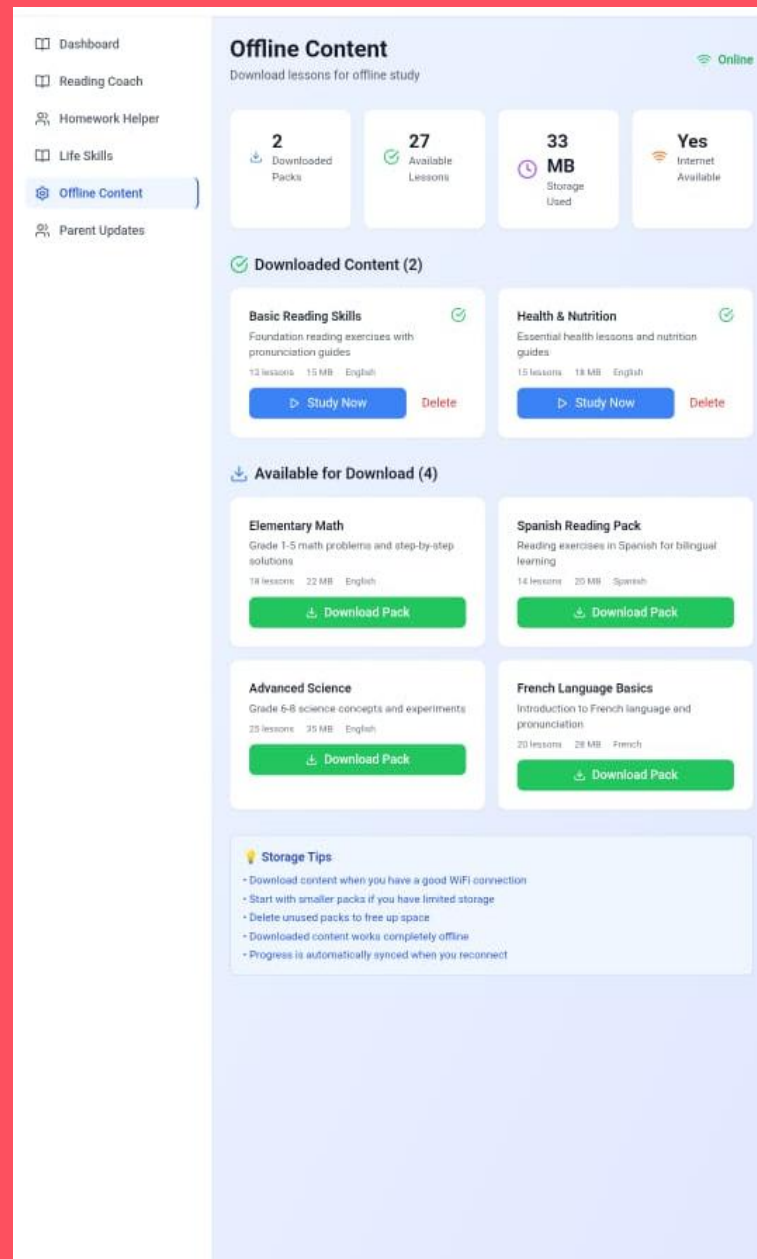 Dashboard
Reading Coach
Homework Helper
Life Skills
Offline Content
Parent Updates
Offline Content
Download lessons for offline study
Online
2
Downloaded
Packs
27
Available
Lessons
33
MB
Storage
Used
Yes
Internet
Available
Downloaded Content (2)
Basic Reading Skills
Foundation reading exercises with
pronunciation guides
12 lessons 15 MB English
Study Now Delete
Health & Nutrition
Essential health lessons and nutrition
guides
15 lessons 18 MB English
Study Now Delete
Available for Download (4)
Elementary Math
Grade 1-5 math problems and step-by-step
solutions
18 lessons 22 MB English
Download Pack
Spanish Reading Pack
Reading exercises in Spanish for bilingual
learning
14 lessons 20 MB Spanish
Download Pack
Advanced Science
Grade 6-8 science concepts and experiments
25 lessons 35 MB English
Download Pack
French Language Basics
Introduction to French language and
pronunciation
20 lessons 28 MB French
Download Pack
💡 Storage Tips
• Download content when you have a good WiFi connection
• Start with smaller packs if you have limited storage
• Delete unused packs to free up space
• Downloaded content works completely offline
• Progress is automatically synced when you reconnect